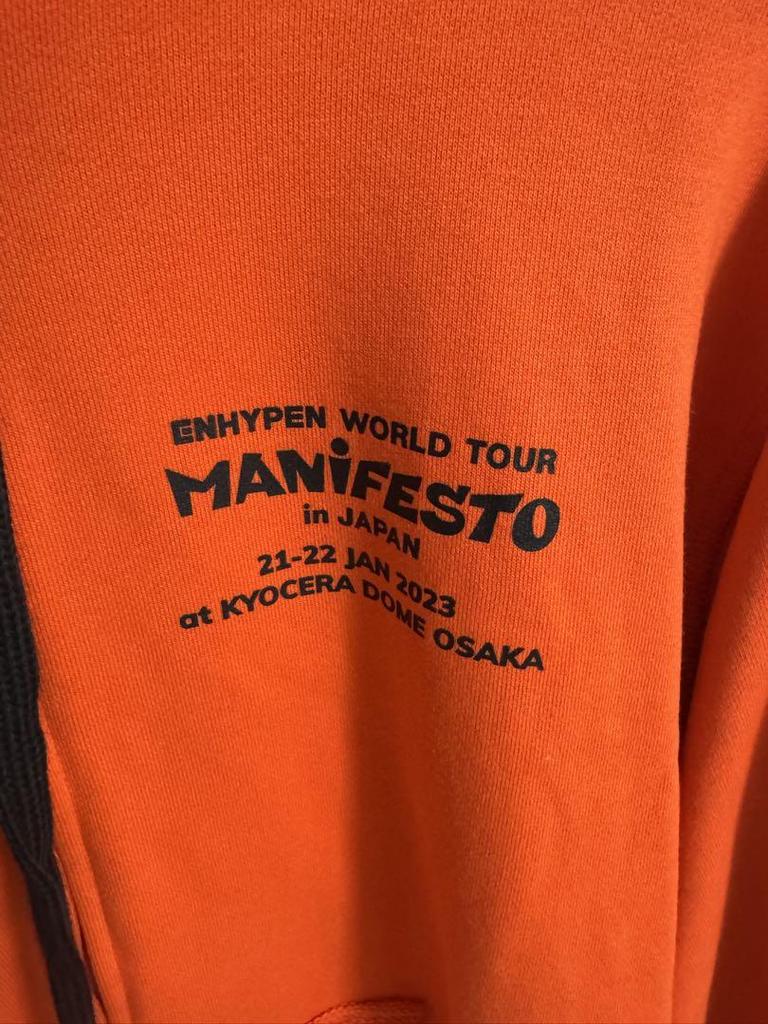 ENHYPEN WORLD TOUR
MANiFESTO
in JAPAN
21-22 JAN 2023
at KYOCERA DOME OSAKA